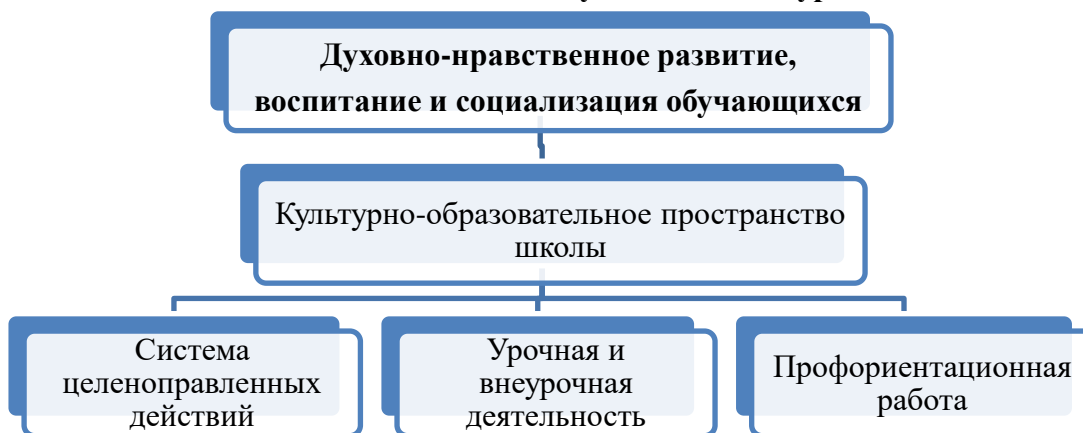 Духовно-нравственное развитие,
воспитание и социализация обучающихся
Культурно-образовательное пространство
школы
Система
целеноправленных
действий
Урочная и
внеурочная
деятельность
Профориентационная
работа